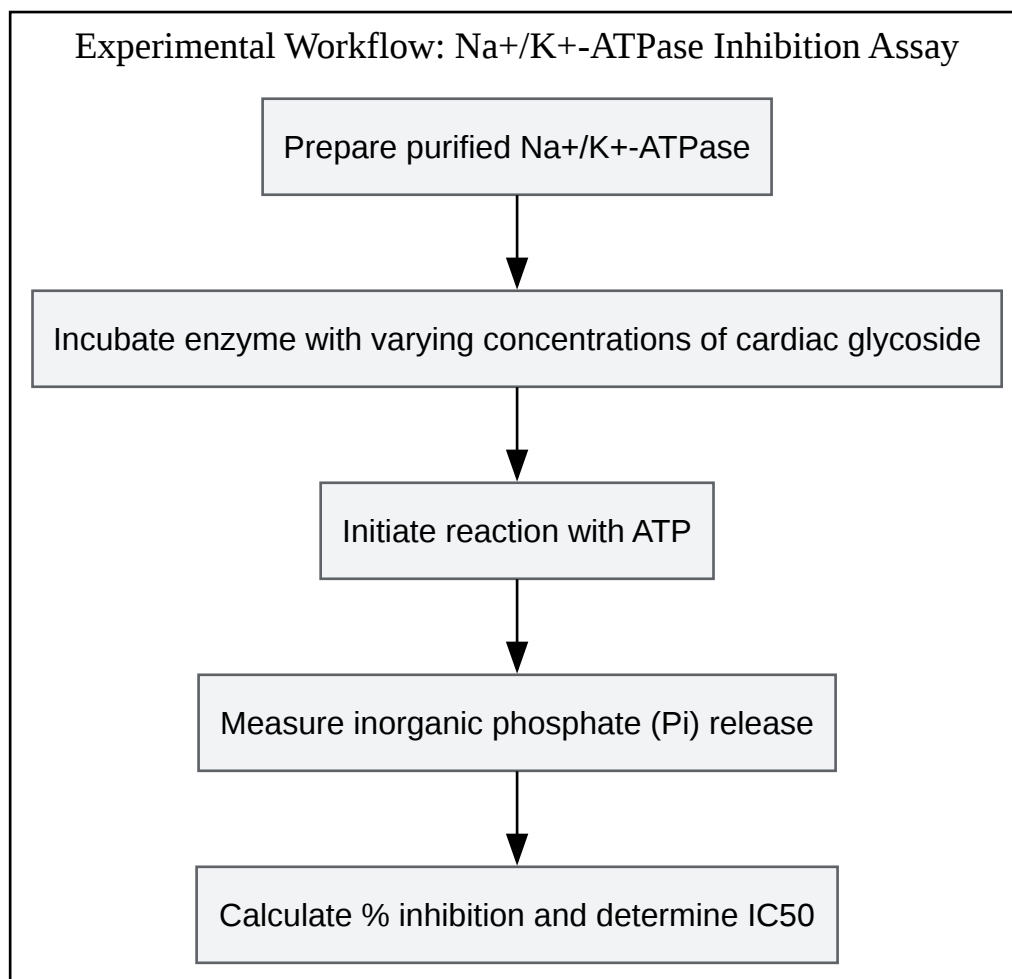 Experimental Workflow: Na+/K+-ATPase Inhibition Assay
Prepare purified Na+/K+-ATPase
Incubate enzyme with varying concentrations of cardiac glycoside
Initiate reaction with ATP
Measure inorganic phosphate (Pi) release
Calculate % inhibition and determine IC50